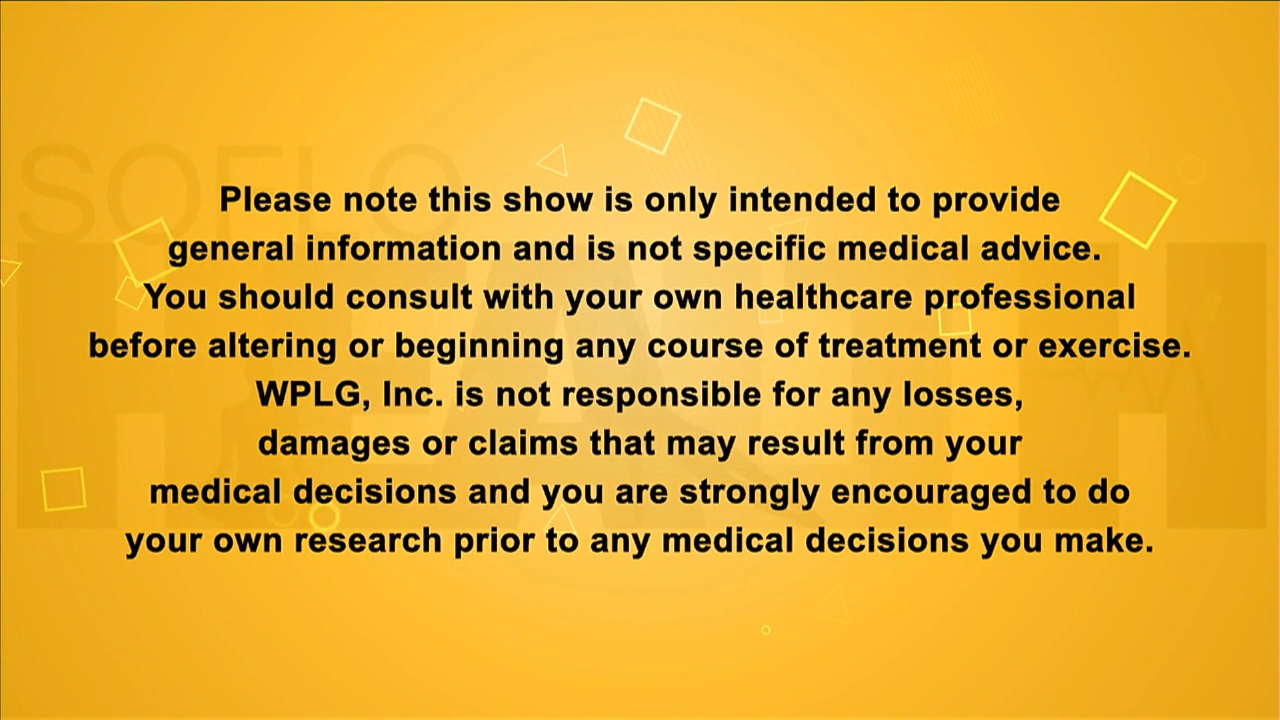 SOFLO
HEALTH
Please note this show is only intended to provide
general information and is not specific medical advice.
You should consult with your own healthcare professional
before altering or beginning any course of treatment or exercise.
WPLG, Inc. is not responsible for any losses,
damages or claims that may result from your
medical decisions and you are strongly encouraged to do
your own research prior to any medical decisions you make.